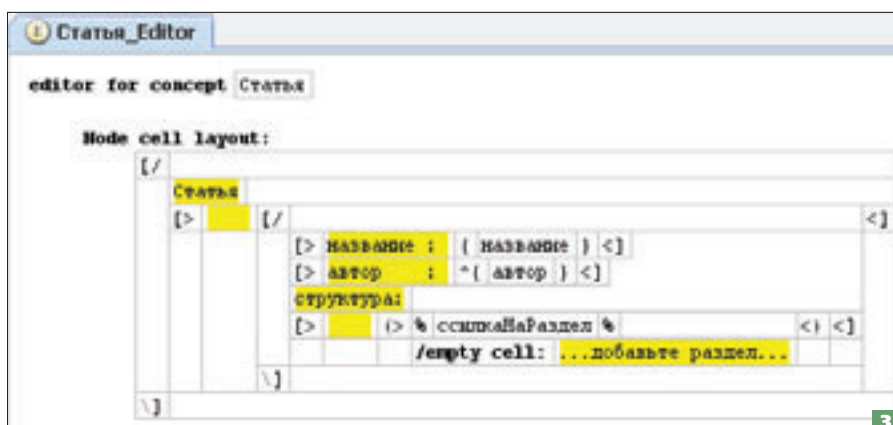 Статья_Editor
editor for concept Статья
Node cell layout:
[/
Статья
[> [/ <]
[> название : { название } <]
[> автор : ^{ автор } <]
структура:
[> (> % ссылкаНаРаздел % <) <]
/empty cell: ...добавьте раздел...
\]
\]
3